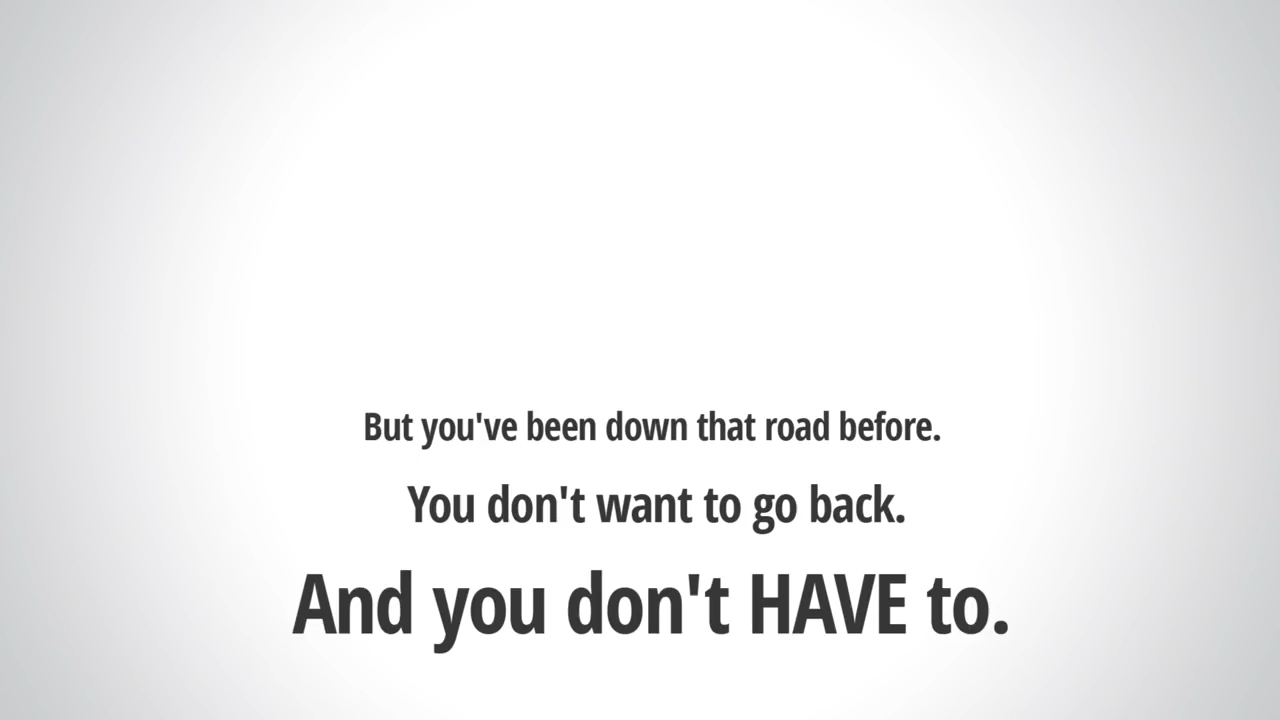 But you've been down that road before.
You don't want to go back.
And you don't HAVE to.